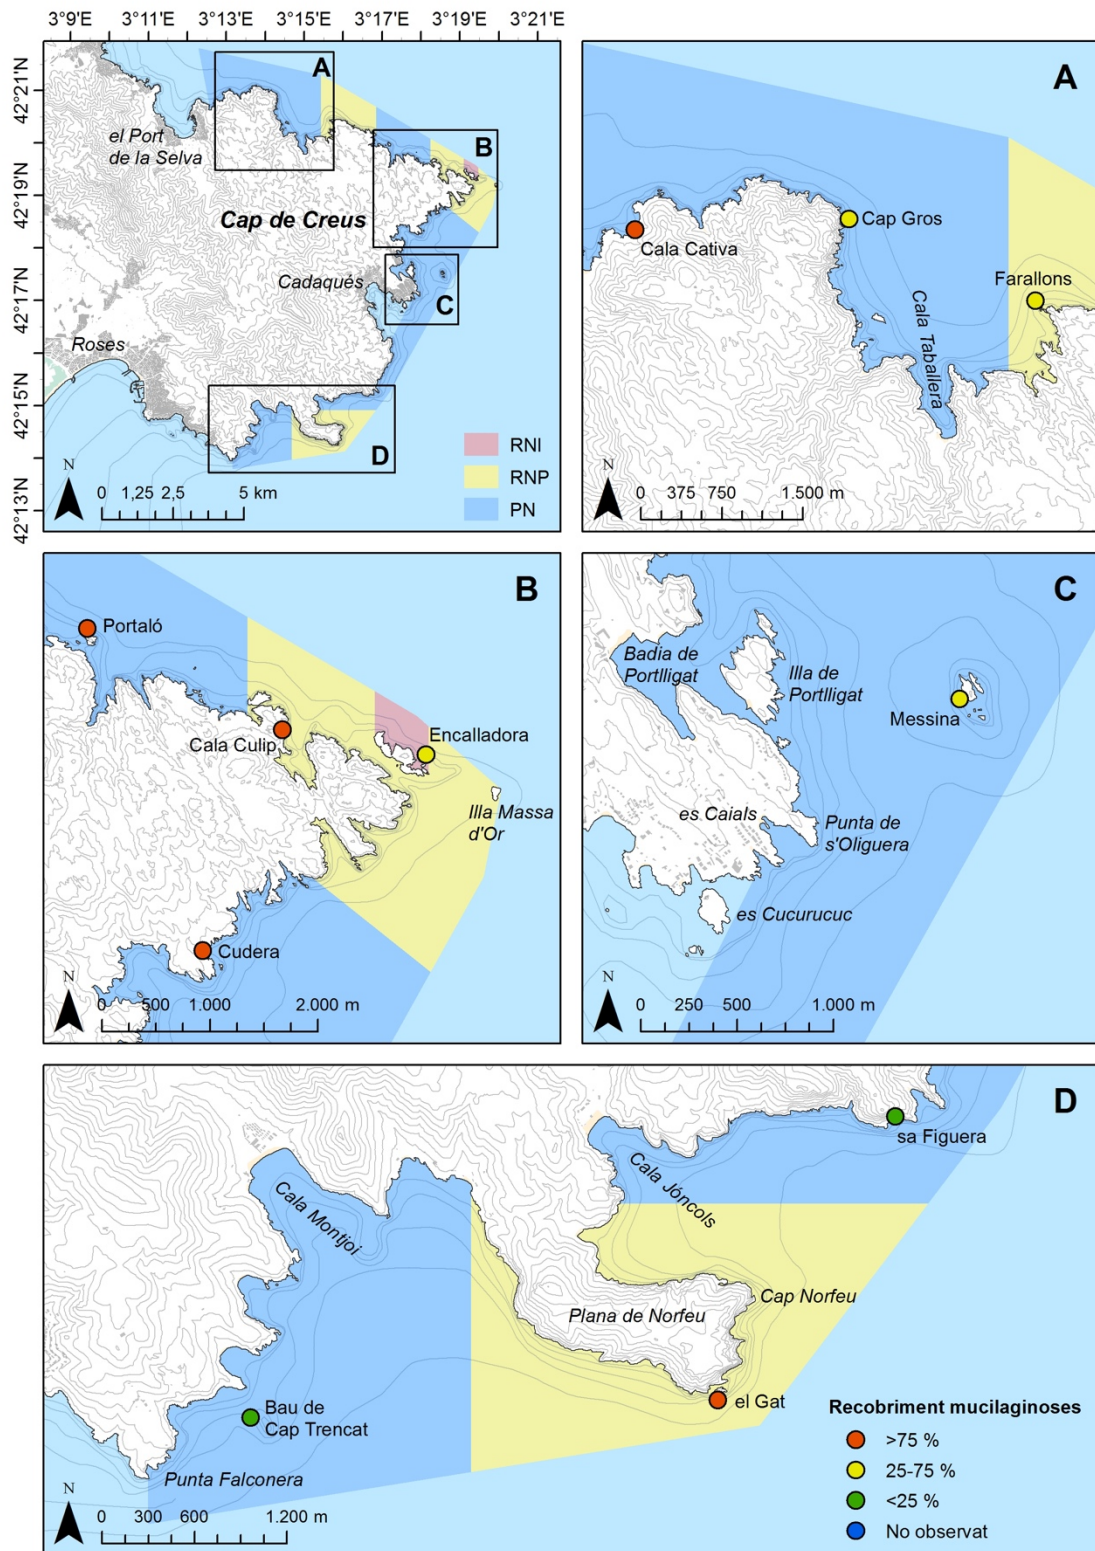 3°9'E 3°11'E 3°13'E 3°15'E 3°17'E 3°19'E 3°21'E
42°21'N
42°19'N
42°17'N
42°15'N
42°13'N
A
B
C
D
el Port
de la Selva
Cap de Creus
Cadaqués
Roses
RNI
RNP
PN
N
0 1,25 2,5 5 km
A
Cala Cativa
Cap Gros
Farallons
Cala Taballera
N
0 375 750 1.500 m
B
Portaló
Cala Culip
Encalladora
Illa Massa
d'Or
Cudera
N
0 500 1.000 2.000 m
C
Badia de
Portlligat
Illa de
Portlligat
Messina
es Caials
Punta de
s'Oliguera
es Cucurucuc
N
0 250 500 1.000 m
D
sa Figuera
Cala Jóncols
Cala Montjoi
Cap Norfeu
Plana de Norfeu
el Gat
Bau de
Cap Trencat
Punta Falconera
N
0 300 600 1.200 m
Recobriment mucilaginoses
>75 %
25-75 %
<25 %
No observat